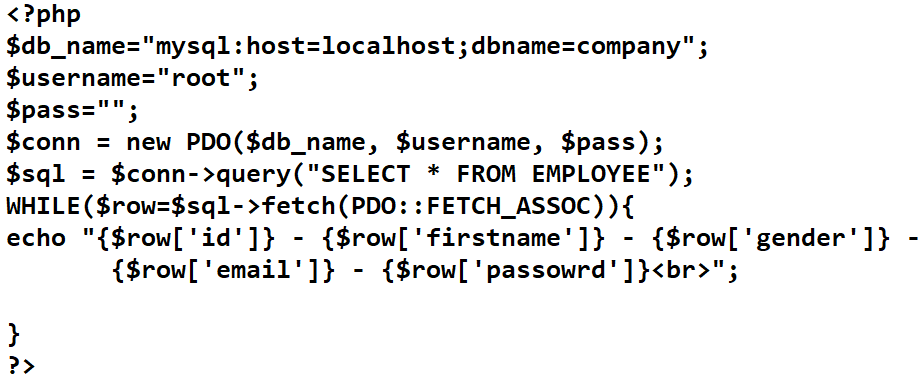 <?php
$db_name="mysql:host=localhost;dbname=company";
$username="root";
$pass="";
$conn = new PDO($db_name, $username, $pass);
$sql = $conn->query("SELECT * FROM EMPLOYEE");
WHILE($row=$sql->fetch(PDO::FETCH_ASSOC)){
echo "{$row['id']} - {$row['firstname']} - {$row['gender']} -
{$row['email']} - {$row['passowrd']}<br>";
}
?>